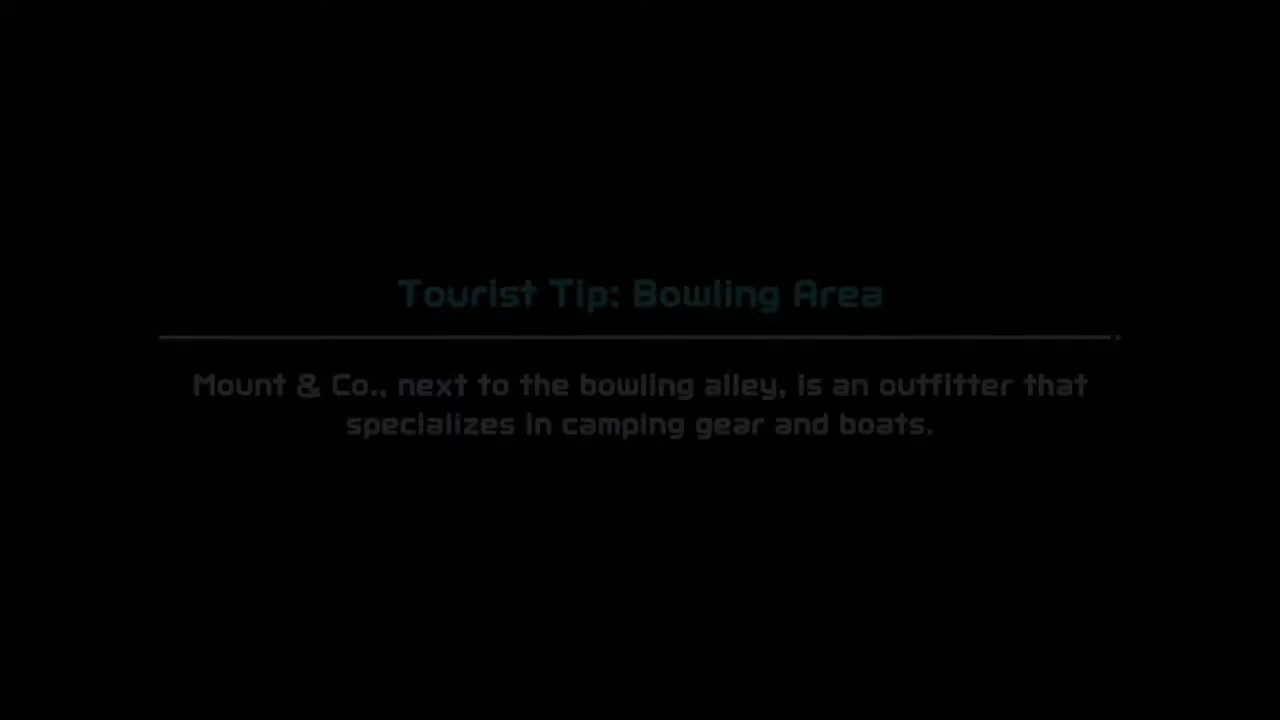 Tourist Tip: Bowling Area
Mount & Co., next to the bowling alley, is an outfitter that
specializes in camping gear and boats.